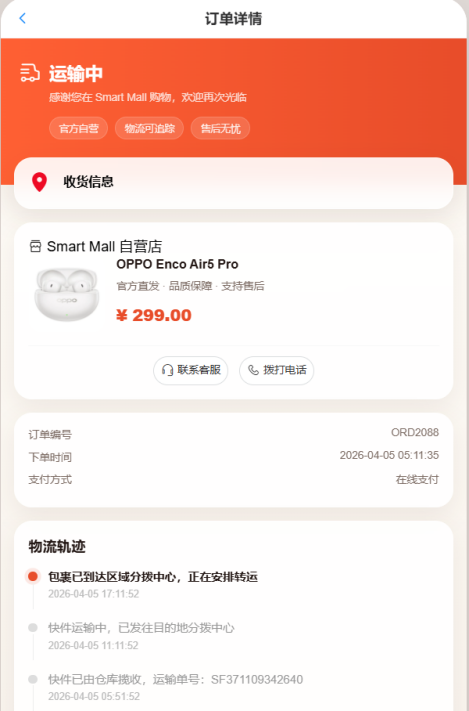 订单详情
运输中
感谢您在 Smart Mall 购物，欢迎再次光临
官方自营 物流可追踪 售后无忧
收货信息
Smart Mall 自营店
OPPO Enco Air5 Pro
官方直发 · 品质保障 · 支持售后
¥ 299.00
oppo
联系客服 拨打电话
订单编号 ORD2088
下单时间 2026-04-05 05:11:35
支付方式 在线支付
物流轨迹
包裹已到达区域分拨中心，正在安排转运
2026-04-05 17:11:52
快件运输中，已发往目的地分拨中心
2026-04-05 11:11:52
快件已由仓库揽收，运输单号：SF371109342640
2026-04-05 05:51:52